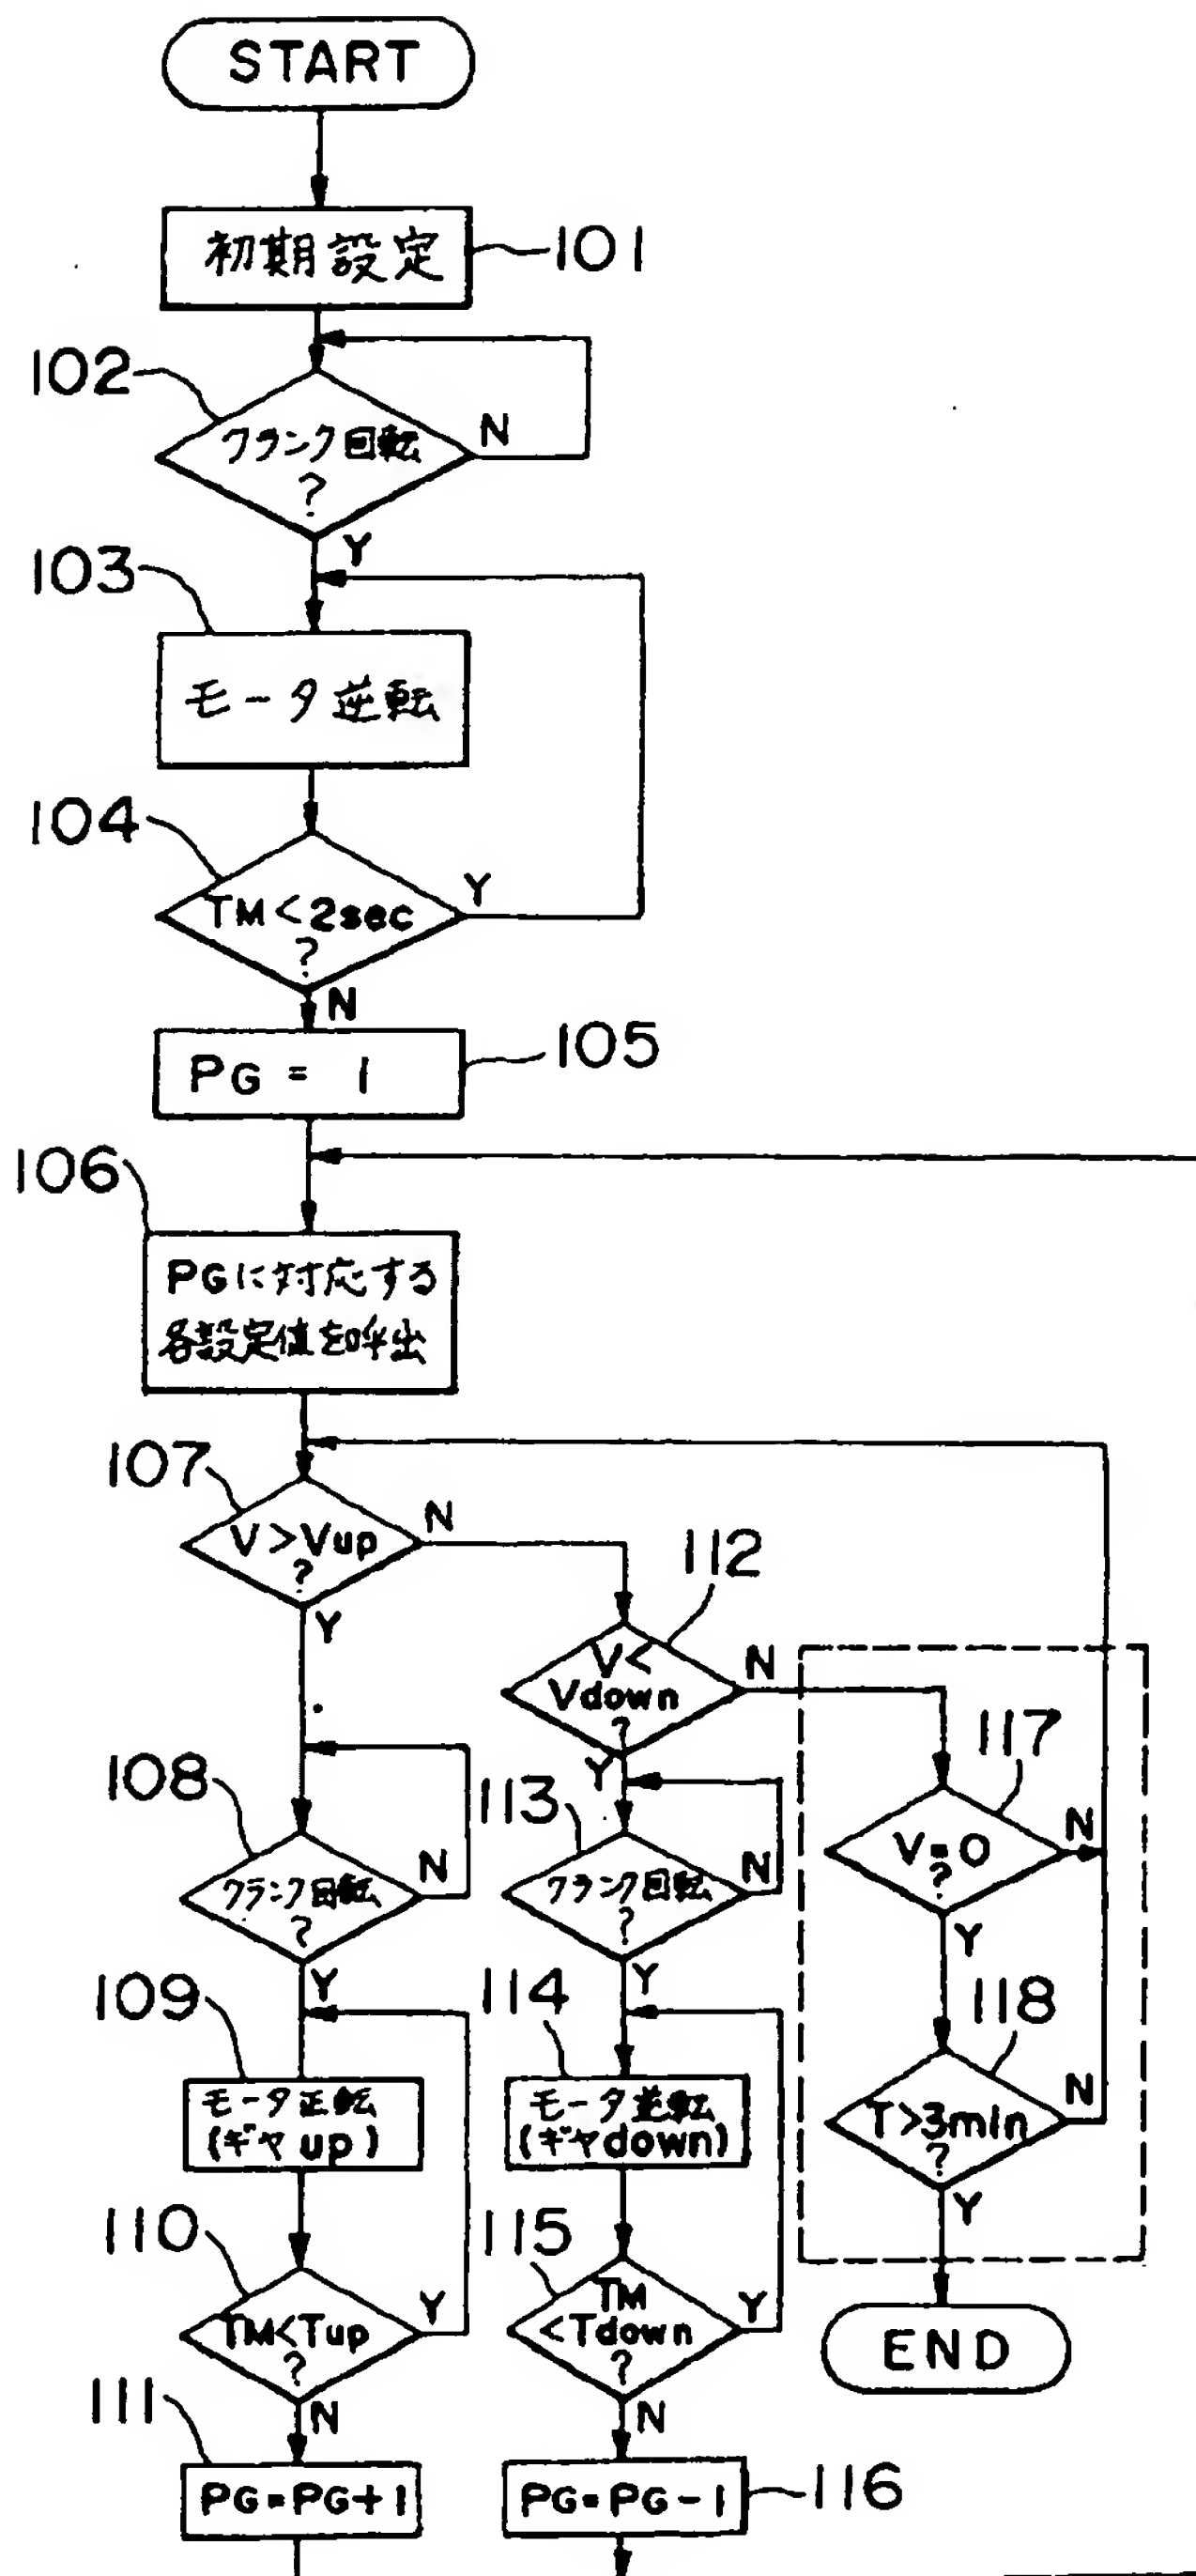 START
初期設定
101
102
クランク回転
?
N
Y
103
モータ逆転
104
TM<2sec
?
Y
N
PG = 1
105
106
PGに対応する
各設定値を呼出
107
V>Vup
?
N
Y
112
V<
Vdown
?
N
Y
117
V=0
?
N
Y
108
クランク回転
?
N
Y
113
クランク回転
?
N
Y
118
T>3min
?
N
Y
109
モータ正転
(ギヤup)
114
モータ逆転
(ギヤdown)
110
TM<Tup
?
Y
N
115
TM
<Tdown
?
Y
N
END
111
PG=PG+1
PG=PG-1
116